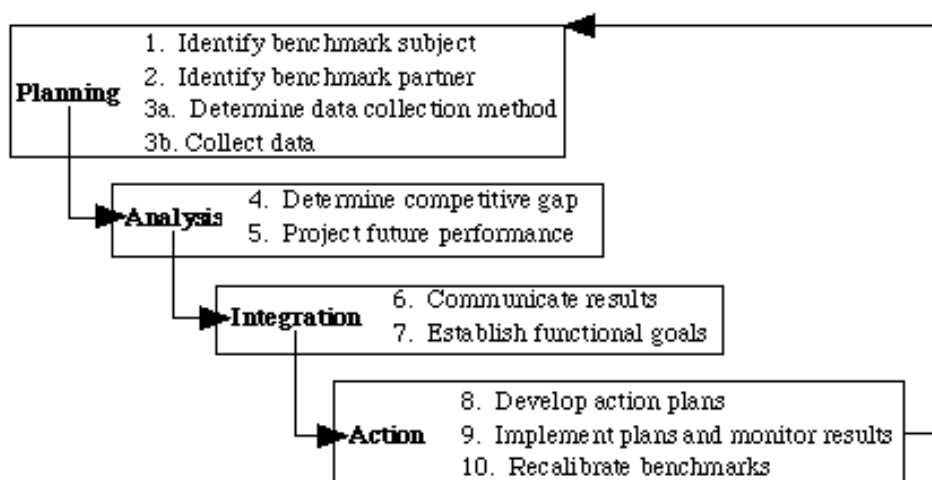 Planning
1. Identify benchmark subject
2. Identify benchmark partner
3a. Determine data collection method
3b. Collect data
Analysis
4. Determine competitive gap
5. Project future performance
Integration
6. Communicate results
7. Establish functional goals
Action
8. Develop action plans
9. Implement plans and monitor results
10. Recalibrate benchmarks